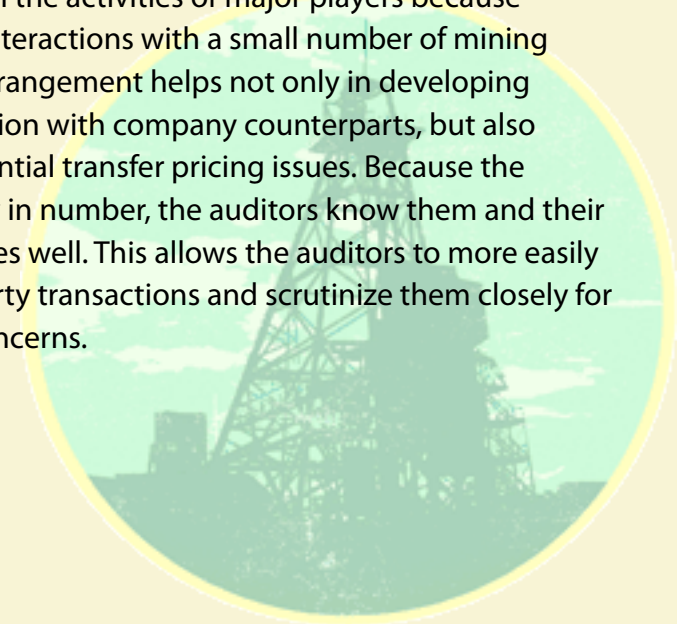 the activities of major players because
teractions with a small number of mining
rangement helps not only in developing
ion with company counterparts, but also
ntial transfer pricing issues. Because the
in number, the auditors know them and their
es well. This allows the auditors to more easily
rty transactions and scrutinize them closely for
ncerns.